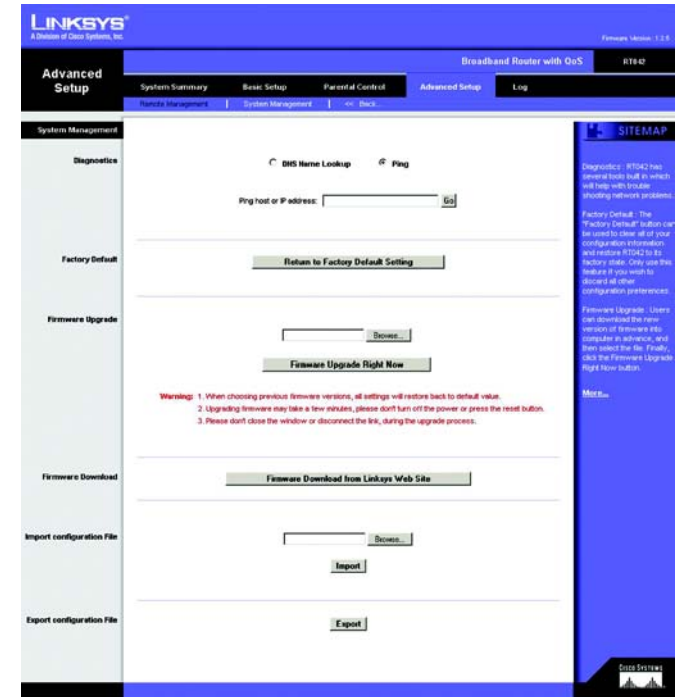 LINKSYS®
A Division of Cisco Systems, Inc.
Firmware Version: 1.2.5
Broadband Router with QoS
RT042
Advanced Setup
System Summary
Basic Setup
Parental Control
Advanced Setup
Log
Remote Management | System Management | << Back...
System Management
SITEMAP
Diagnostics
DNS Name Lookup
Ping
Ping host or IP address:
Go
Factory Default
Return to Factory Default Setting
Firmware Upgrade
Browse...
Firmware Upgrade Right Now
Warning: 1. When choosing previous firmware versions, all settings will restore back to default value.
2. Upgrading firmware may take a few minutes, please don't turn off the power or press the reset button.
3. Please don't close the window or disconnect the link, during the upgrade process.
Firmware Download
Firmware Download from Linksys Web Site
Import configuration File
Browse...
Import
Export configuration File
Export
Diagnostics : RT042 has
several tools built in which
will help with trouble
shooting network problems.
Factory Default : The
"Factory Default" button can
be used to clear all of your
configuration information
and restore RT042 to its
factory state. Only use this
feature if you wish to
discard all other
configuration preferences.
Firmware Upgrade : Users
can download the new
version of firmware into
computer in advance, and
then select the file. Finally,
click the Firmware Upgrade
Right Now button.
More...
CISCO SYSTEMS